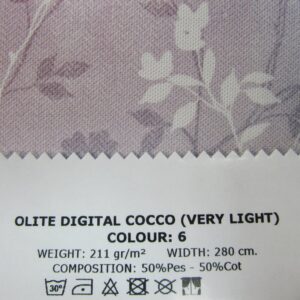 OLITE DIGITAL COCCO (VERY LIGHT)
COLOUR: 6
WEIGHT: 211 gr/m² WIDTH: 280 cm.
COMPOSITION: 50%Pes - 50%Cot
30°